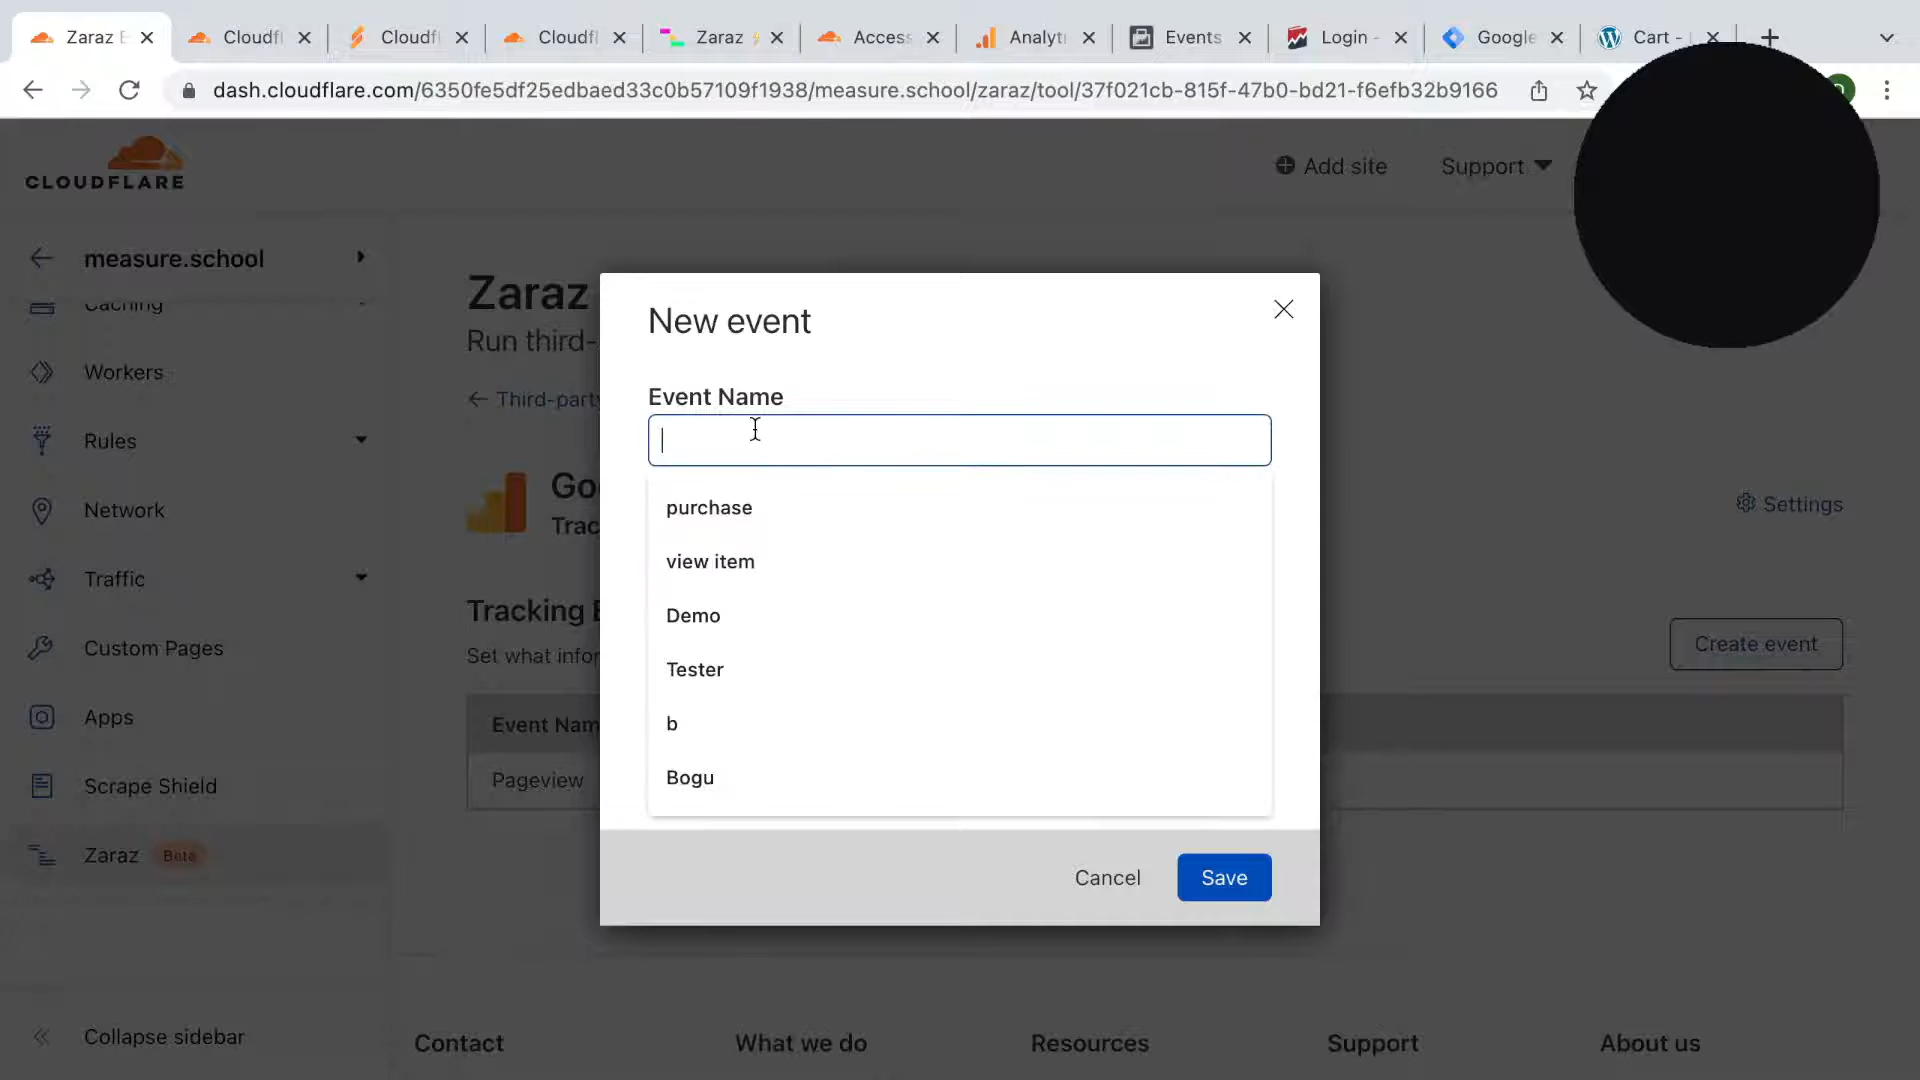 Zaraz E
Cloudfl
Cloudfl
Cloudfl
Zaraz
Access
Analyti
Events
Login -
Google
Cart -
dash.cloudflare.com/6350fe5df25edbaed33c0b57109f1938/measure.school/zaraz/tool/37f021cb-815f-47b0-bd21-f6efb32b9166
CLOUDFLARE
Add site
Support
measure.school
Caching
Workers
Rules
Network
Traffic
Custom Pages
Apps
Scrape Shield
Zaraz Beta
Collapse sidebar
Zaraz
Run third-
Third-party
Goo
Trac
Settings
Tracking E
Set what infor
Create event
Event Nam
Pageview
New event
Event Name
purchase
view item
Demo
Tester
b
Bogu
Cancel
Save
Contact
What we do
Resources
Support
About us